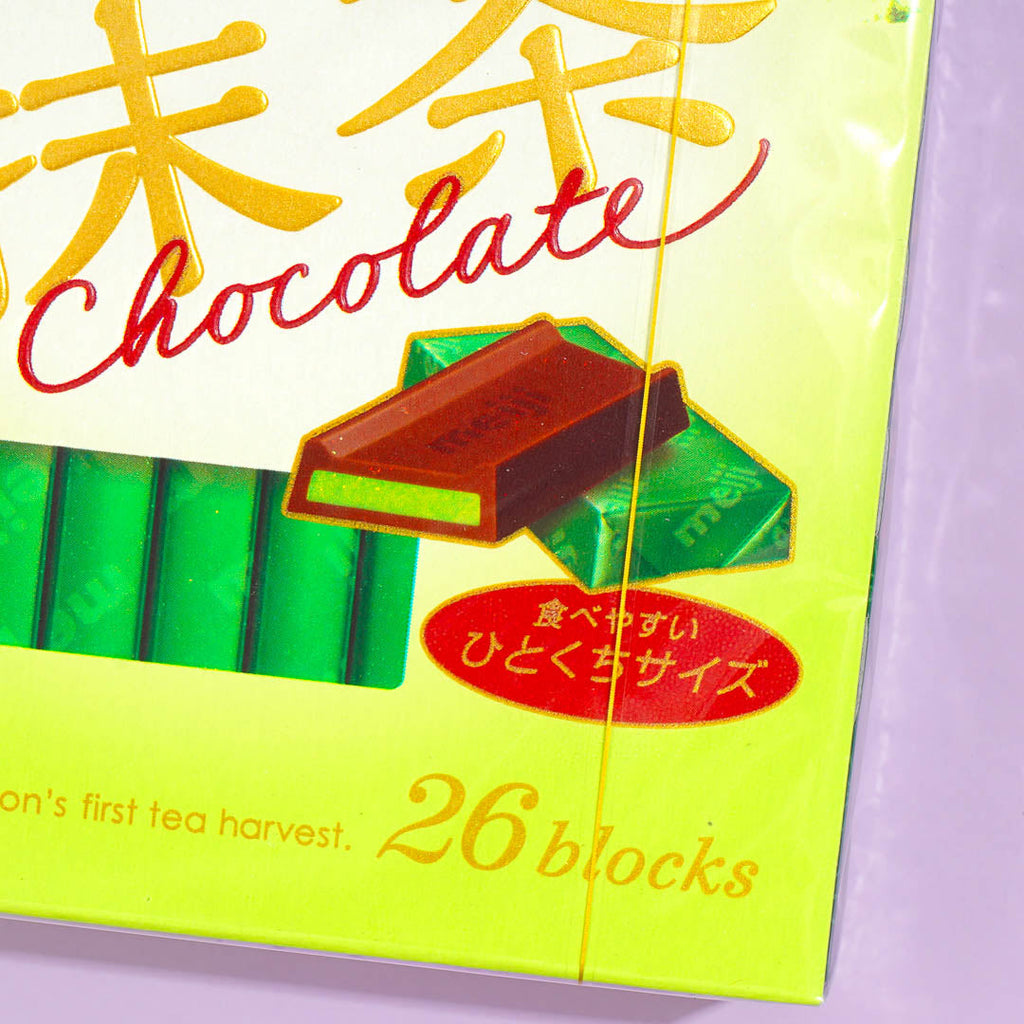 抹茶
Chocolate
meiji
meiji
食べやすい
ひとくちサイズ
on's first tea harvest.
26 blocks